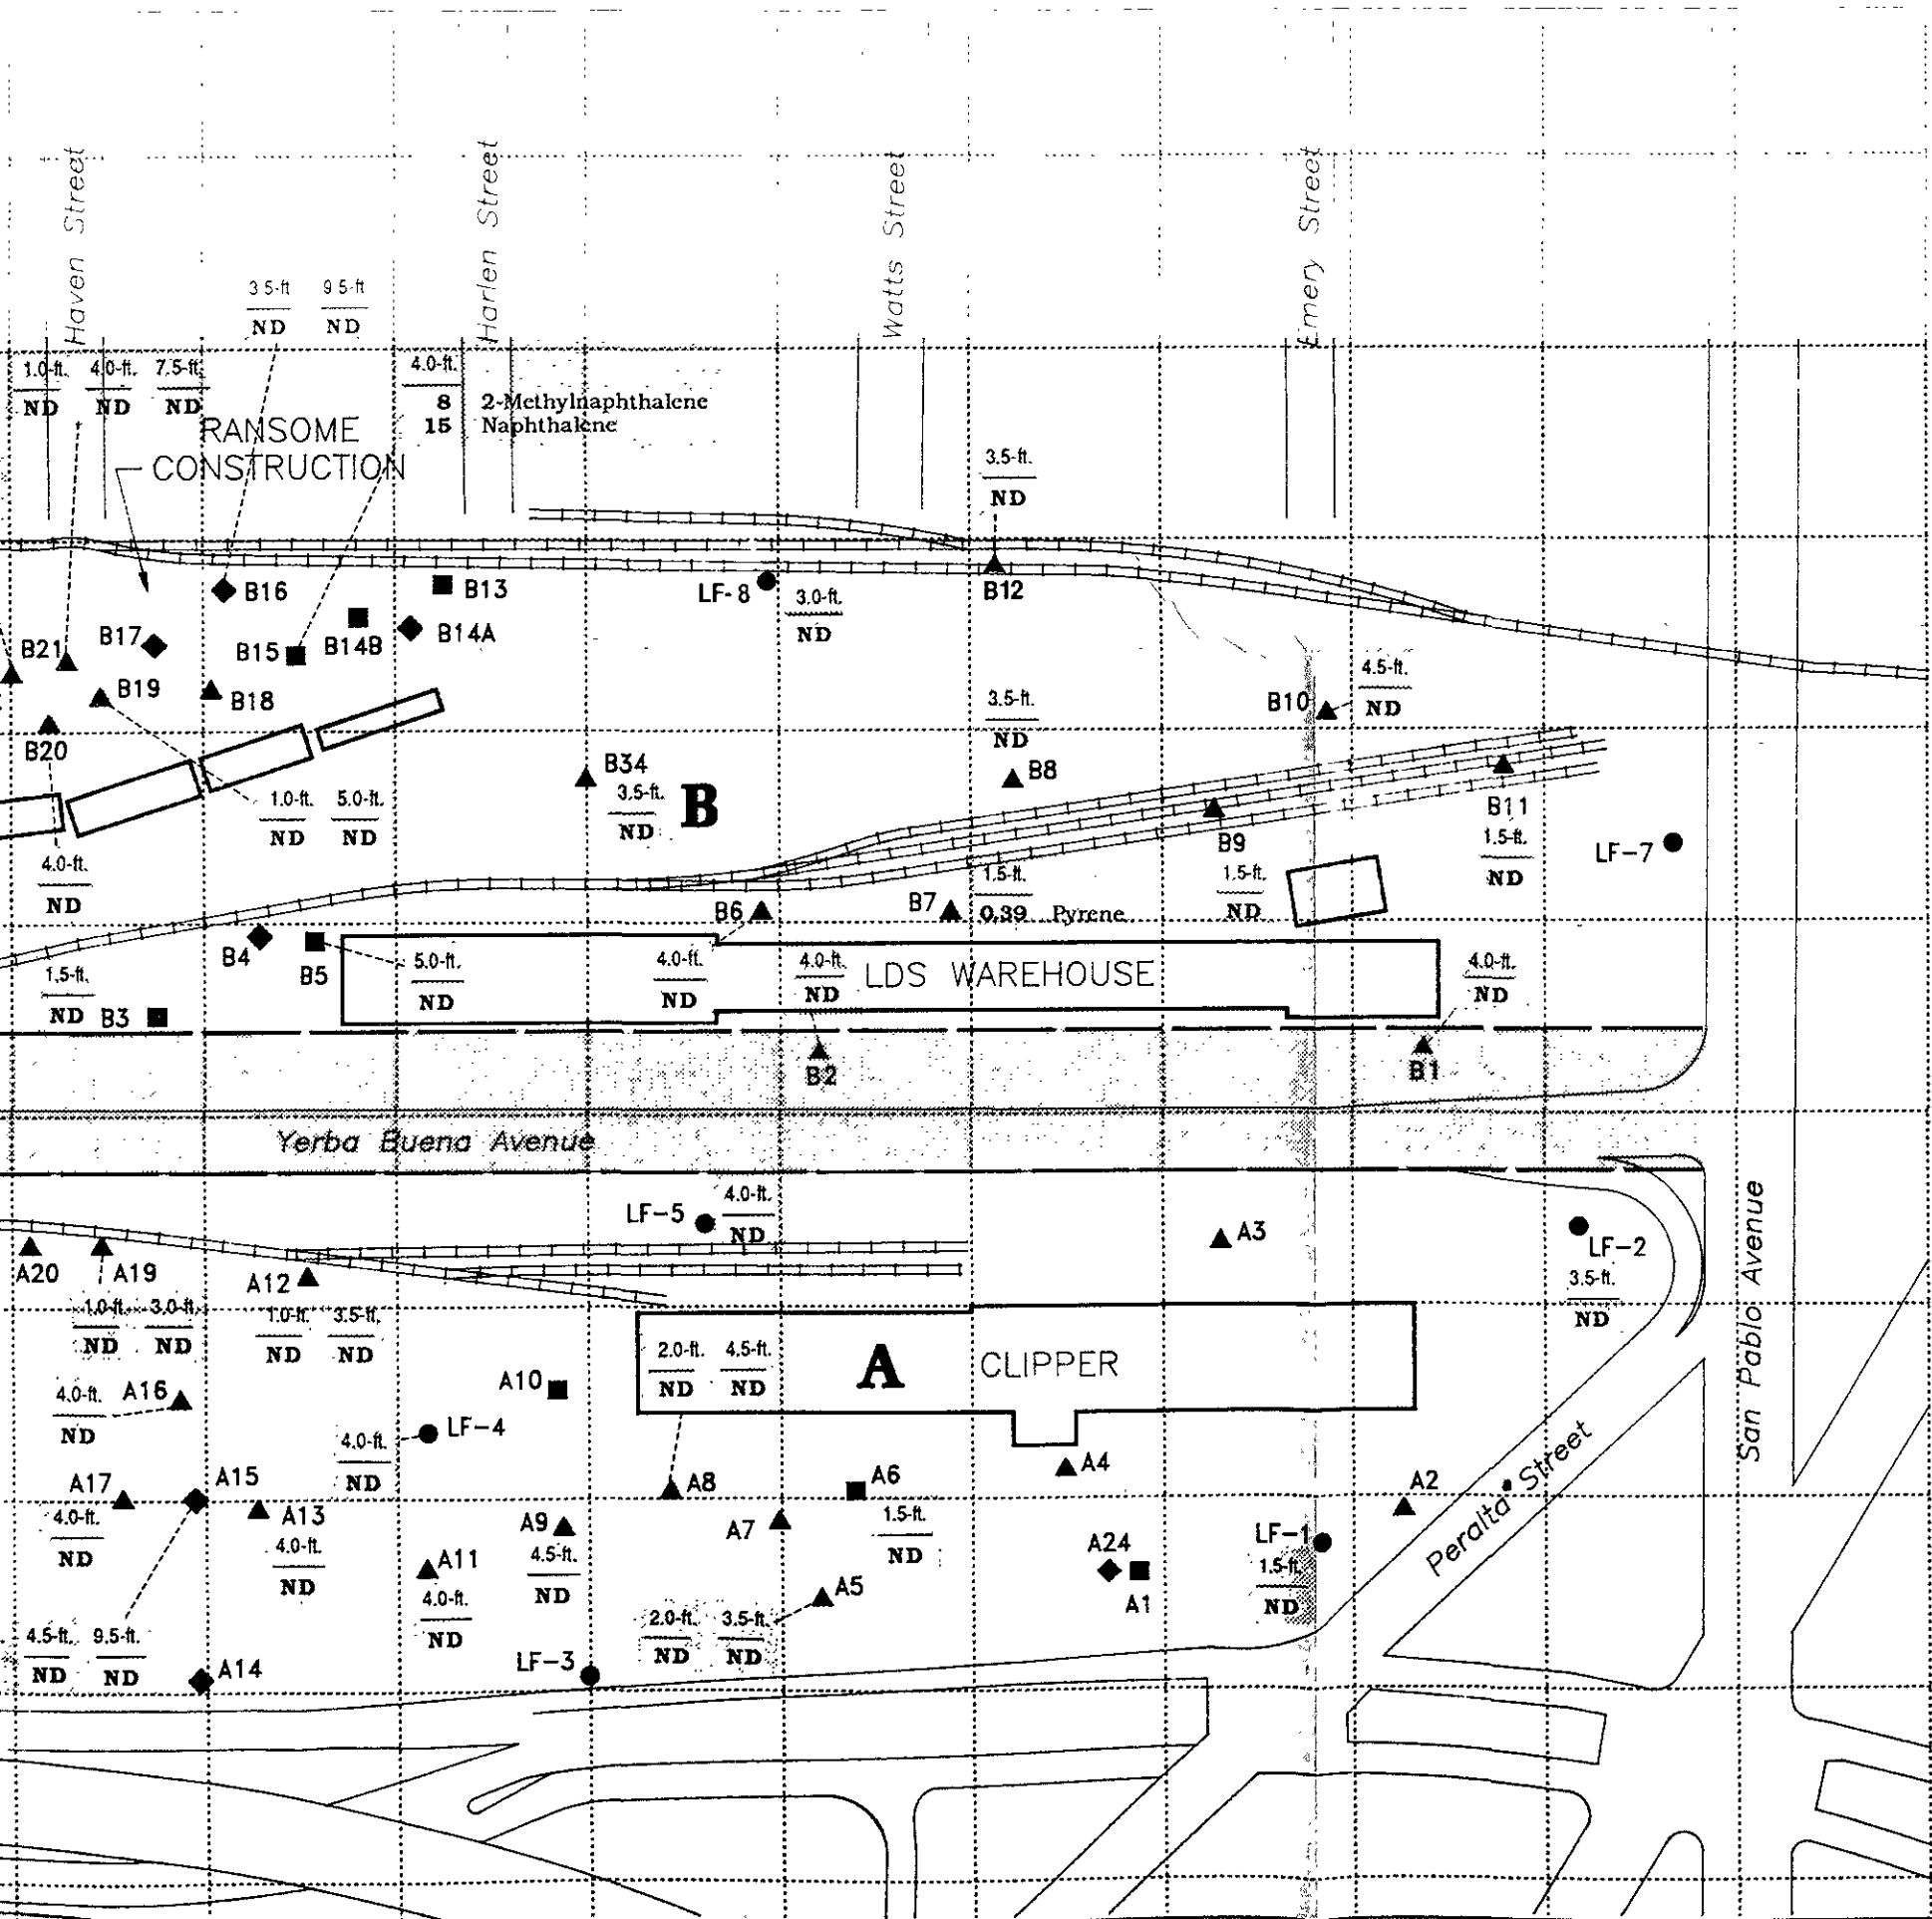 Haven Street
Harlen Street
Watts Street
Emery Street
3.5-ft 9.5-ft
ND ND
1.0-ft. 4.0-ft. 7.5-ft.
ND ND ND
4.0-ft.
8 2-Methylnaphthalene
15 Naphthalene
RANSOME
CONSTRUCTION
3.5-ft.
ND
B16
B13
LF-8
B12
3.0-ft.
ND
B17
B15
B14B
B14A
B21
B19
B18
B20
4.5-ft.
B10
ND
3.5-ft.
ND
B34
B8
3.5-ft.
ND
B
1.0-ft. 5.0-ft.
ND ND
B11
1.5-ft.
ND
B9
1.5-ft.
ND
LF-7
4.0-ft.
ND
B6
B7
1.5-ft.
0.39 Pyrene
B4
B5
5.0-ft.
ND
4.0-ft.
ND
4.0-ft.
ND
LDS WAREHOUSE
4.0-ft.
ND
1.5-ft.
ND
B3
B2
B1
Yerba Buena Avenue
LF-5
4.0-ft.
ND
A3
LF-2
3.5-ft.
ND
San Pablo Avenue
A20
A19
A12
1.0-ft. 3.0-ft.
ND ND
1.0-ft. 3.5-ft.
ND ND
2.0-ft. 4.5-ft.
ND ND
A
CLIPPER
A10
4.0-ft.
ND
A16
4.0-ft.
ND
LF-4
A4
A17
4.0-ft.
ND
A15
A13
4.0-ft.
ND
A8
A6
1.5-ft.
ND
A2
Peralta Street
A9
4.5-ft.
ND
A7
A11
4.0-ft.
ND
A24
A1
LF-1
1.5-ft.
ND
A5
2.0-ft. 3.5-ft.
ND ND
4.5-ft. 9.5-ft.
ND ND
A14
LF-3